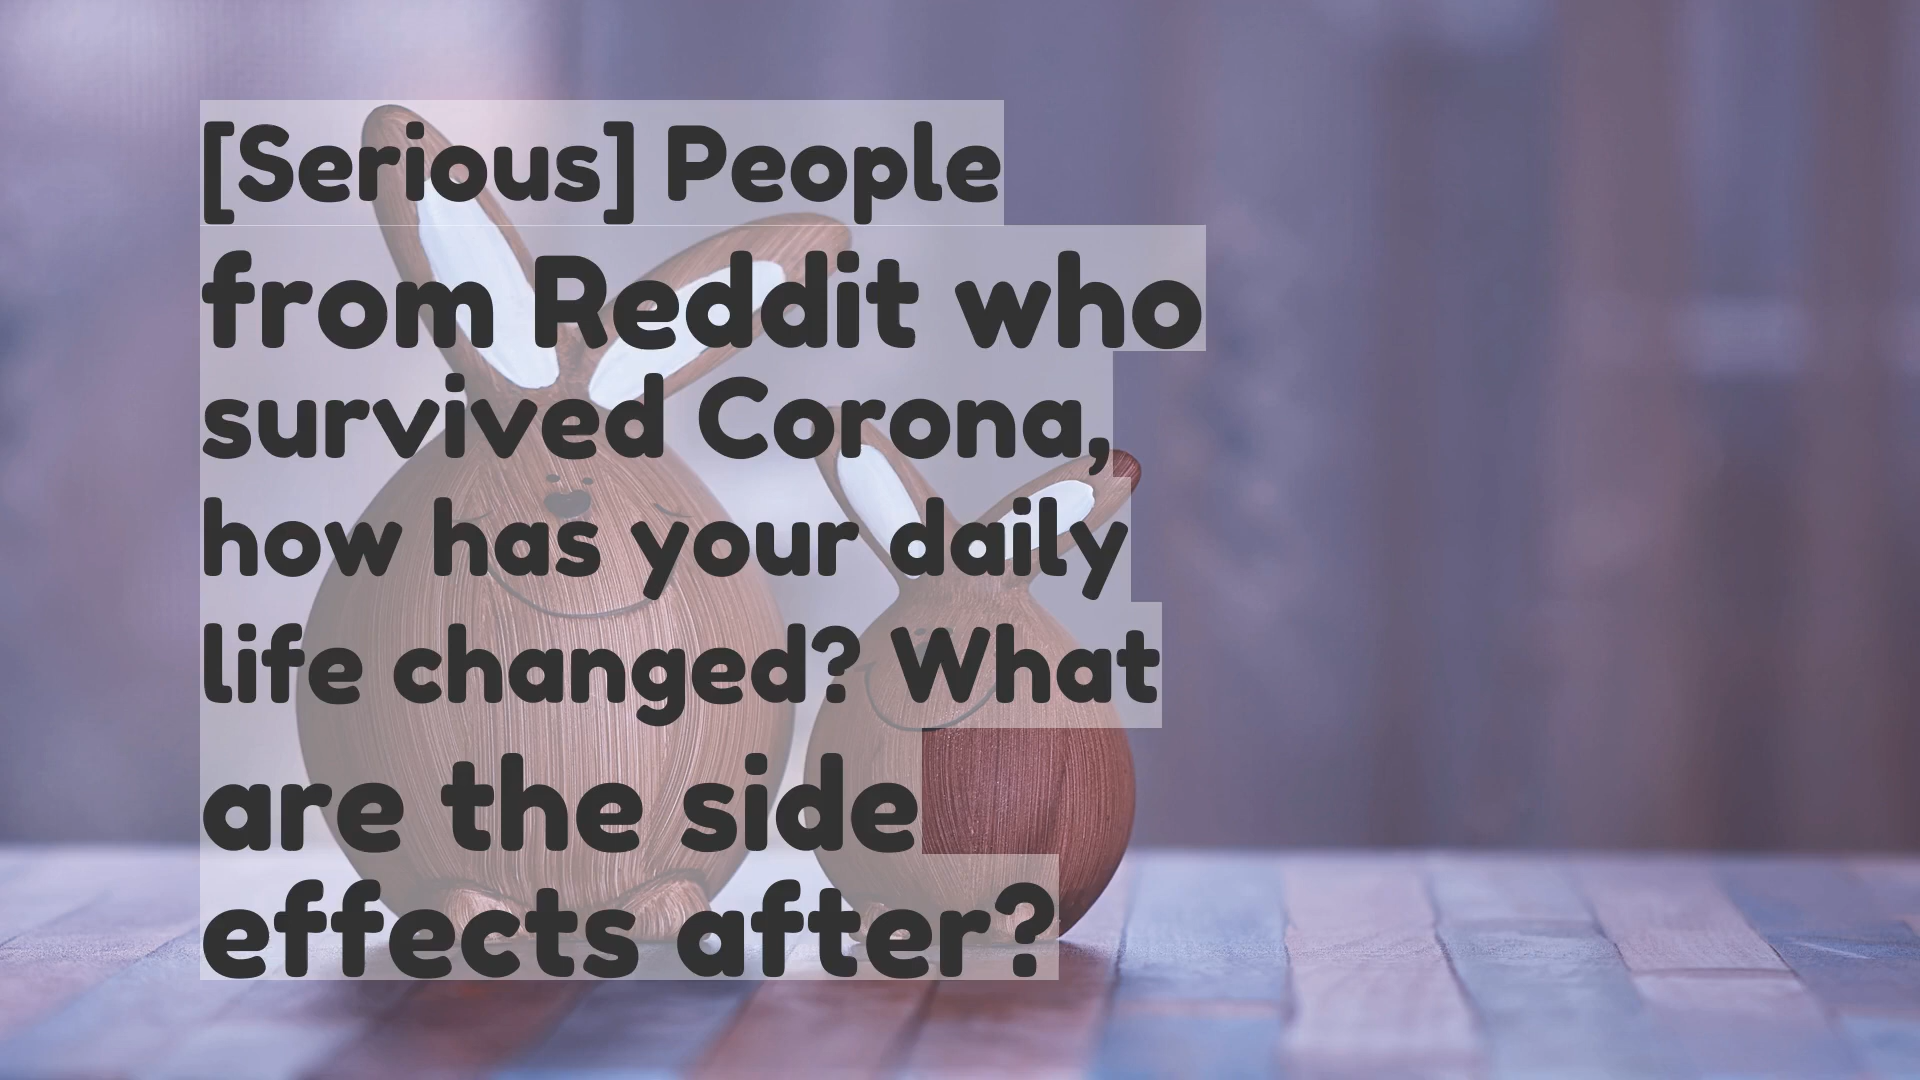 [Serious] People
from Reddit who
survived Corona,
how has your daily
life changed? What
are the side
effects after?